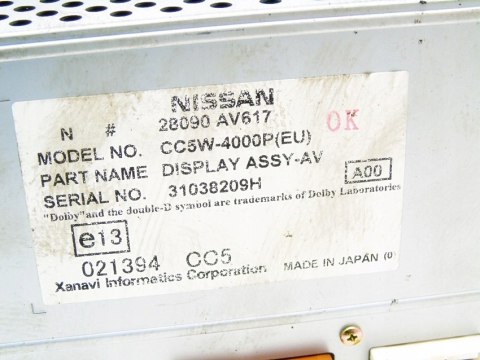 NISSAN
N # 28090 AV617 OK
MODEL NO. CC5W-4000P(EU)
PART NAME DISPLAY ASSY-AV
SERIAL NO. 31038209H A00
"Dolby"and the double-D symbol are trademarks of Dolby Laboratories
e13
021394 CC5
Xanavi Informatics Corporation MADE IN JAPAN (0)